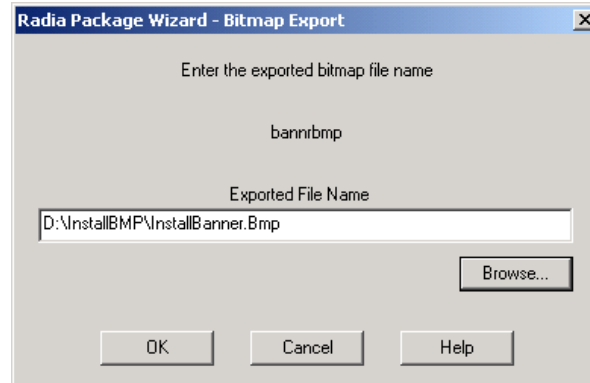 Radia Package Wizard - Bitmap Export
Enter the exported bitmap file name
bannrbmp
Exported File Name
D:\InstallBMP\InstallBanner.Bmp
Browse...
OK
Cancel
Help